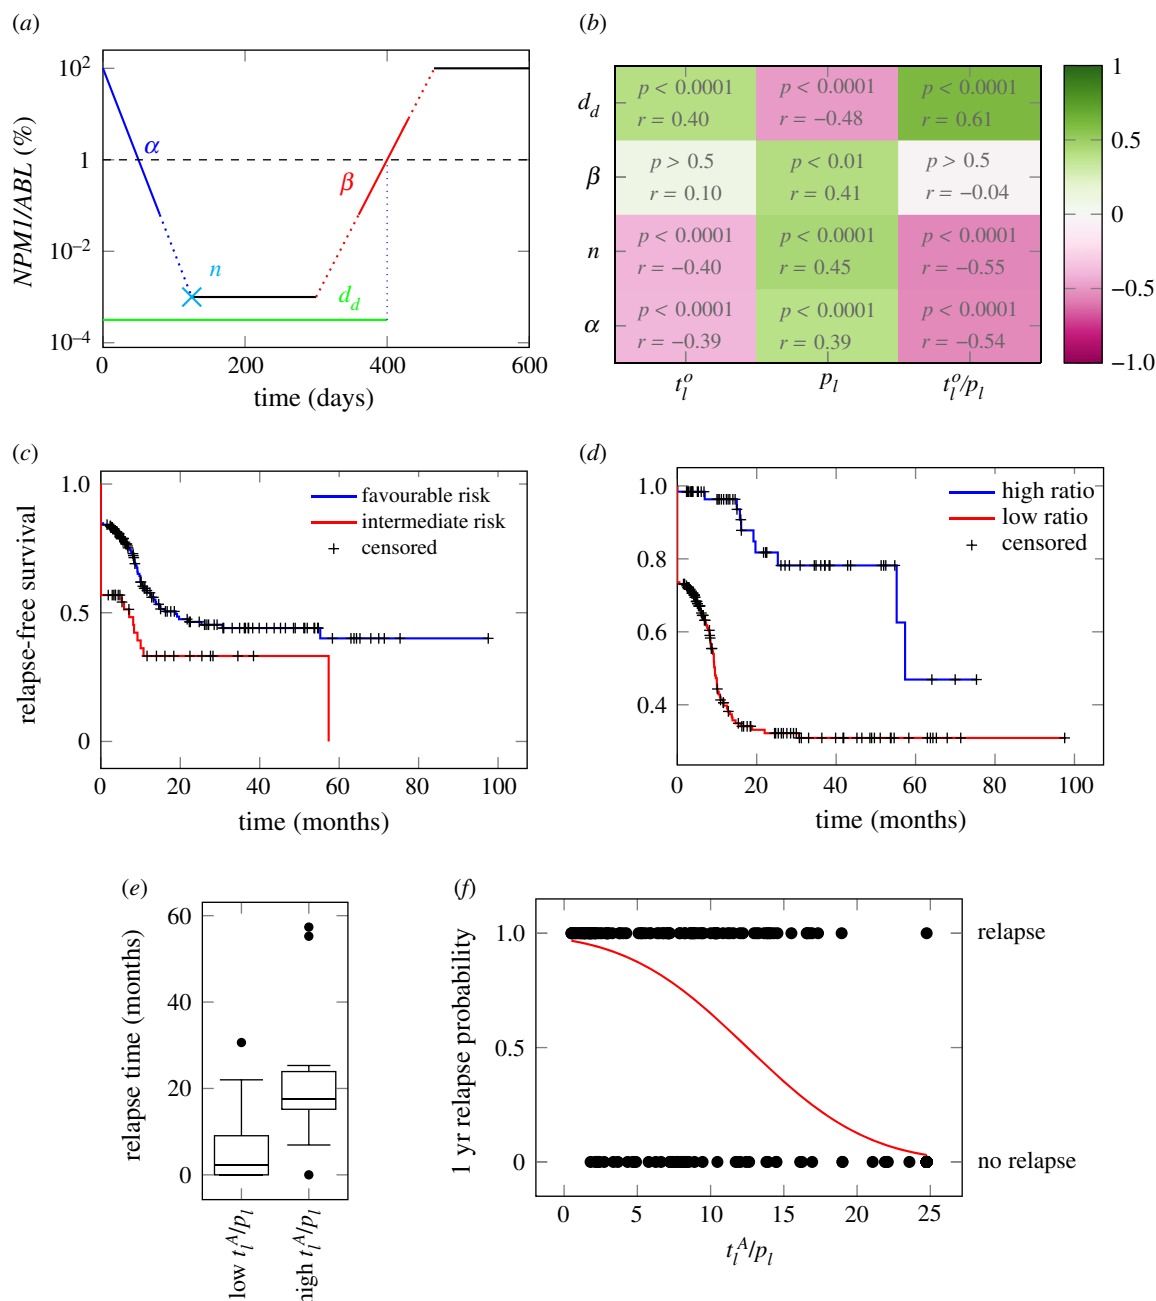 (a)
10²
1
10⁻²
10⁻⁴
NPM1/ABL (%)
α
β
n
d_d
0
200
400
600
time (days)
(b)
d_d
β
n
α
p < 0.0001
r = 0.40
p < 0.0001
r = −0.48
p < 0.0001
r = 0.61
p > 0.5
r = 0.10
p < 0.01
r = 0.41
p > 0.5
r = −0.04
p < 0.0001
r = −0.40
p < 0.0001
r = 0.45
p < 0.0001
r = −0.55
p < 0.0001
r = −0.39
p < 0.0001
r = 0.39
p < 0.0001
r = −0.54
t_l^o
p_l
t_l^o/p_l
1
0.5
0
−0.5
−1.0
(c)
1.0
0.5
0
relapse-free survival
favourable risk
intermediate risk
censored
0
20
40
60
80
100
time (months)
(d)
1.0
0.8
0.6
0.4
high ratio
low ratio
censored
0
20
40
60
80
100
time (months)
(e)
60
40
20
0
relapse time (months)
low t_l^A/p_l
high t_l^A/p_l
(f)
1.0
0.5
0
1 yr relapse probability
relapse
no relapse
0
5
10
15
20
25
t_l^A/p_l